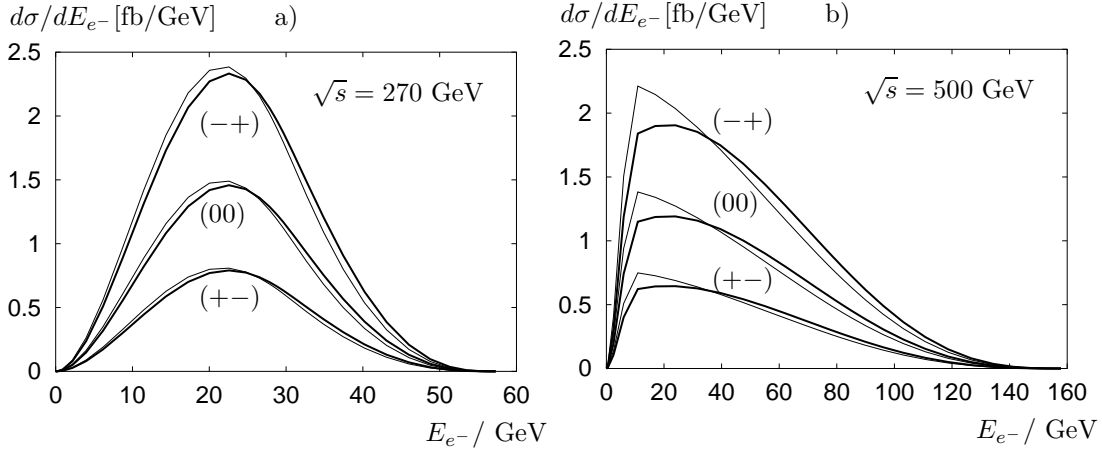 dσ/dE_{e^-}[fb/GeV] a)
2.5
2
1.5
1
0.5
0
√s = 270 GeV
(−+)
(00)
(+−)
0 10 20 30 40 50 60
E_{e^-}/ GeV
dσ/dE_{e^-}[fb/GeV] b)
2.5
2
1.5
1
0.5
0
√s = 500 GeV
(−+)
(00)
(+−)
0 20 40 60 80 100 120 140 160
E_{e^-}/ GeV